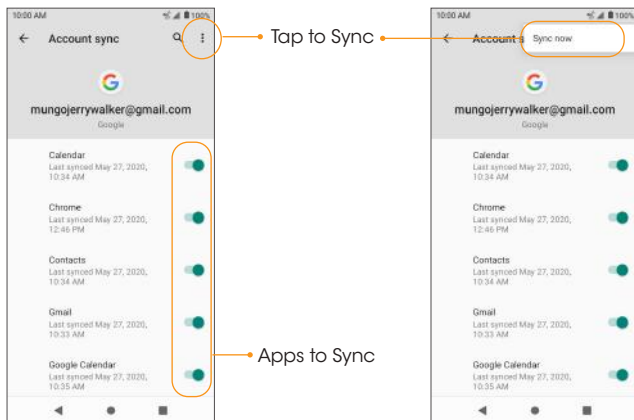 10:00 AM 100%
Account sync
mungojerrywalker@gmail.com
Google
Calendar
Last synced May 27, 2020,
10:34 AM
Chrome
Last synced May 27, 2020,
12:46 PM
Contacts
Last synced May 27, 2020,
10:34 AM
Gmail
Last synced May 27, 2020,
10:33 AM
Google Calendar
Last synced May 27, 2020,
10:35 AM
Tap to Sync
Apps to Sync
10:00 AM 100%
Account s Sync now
mungojerrywalker@gmail.com
Google
Calendar
Last synced May 27, 2020,
10:34 AM
Chrome
Last synced May 27, 2020,
12:46 PM
Contacts
Last synced May 27, 2020,
10:34 AM
Gmail
Last synced May 27, 2020,
10:33 AM
Google Calendar
Last synced May 27, 2020,
10:35 AM